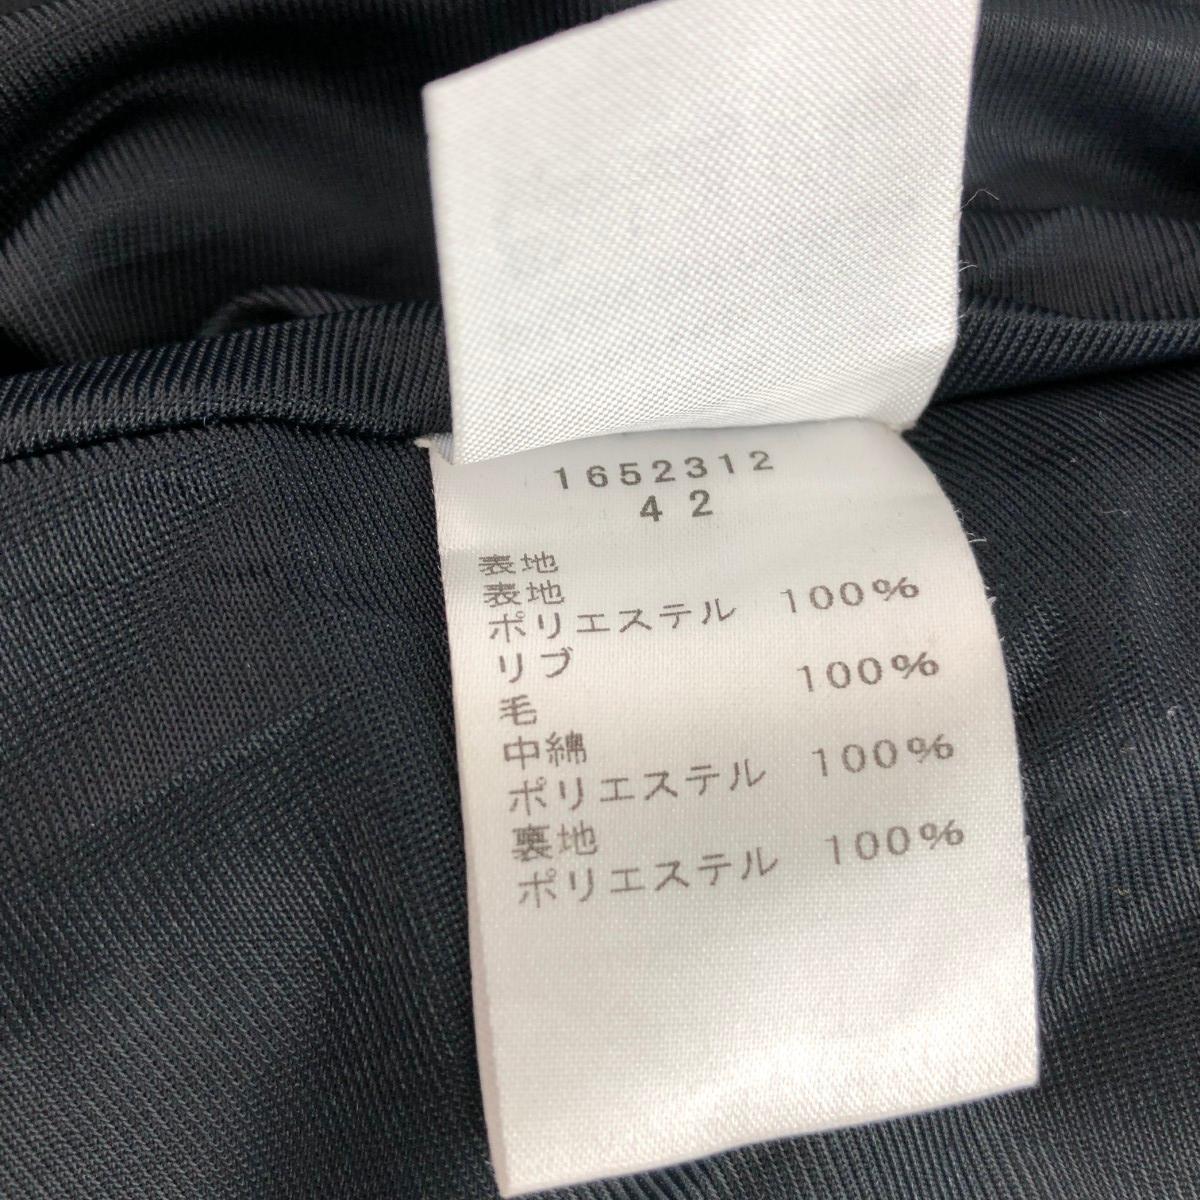 1652312
42
表地
表地
ポリエステル 100%
リブ
毛 100%
中綿
ポリエステル 100%
裏地
ポリエステル 100%